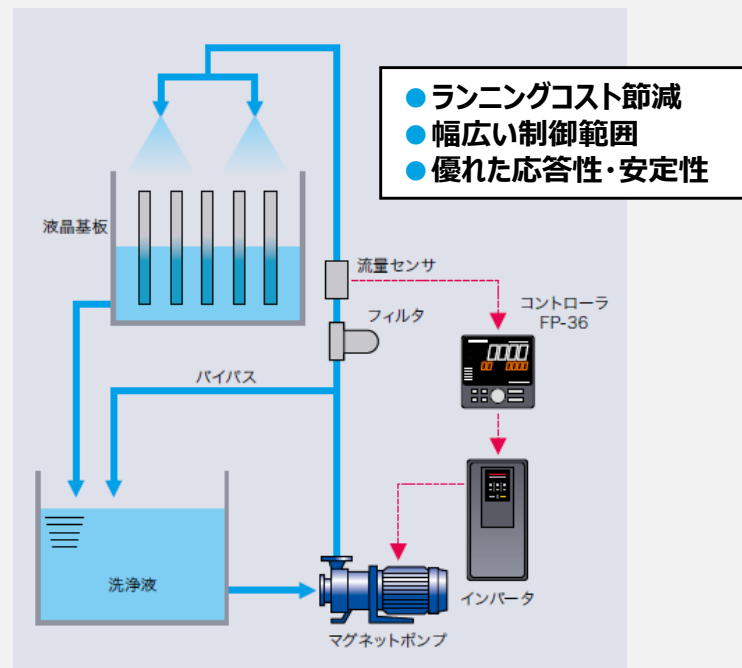 ●ランニングコスト節減
●幅広い制御範囲
●優れた応答性・安定性
液晶基板
流量センサ
フィルタ
コントローラ
FP-36
0000
00 0000
バイパス
洗浄液
インバータ
マグネットポンプ